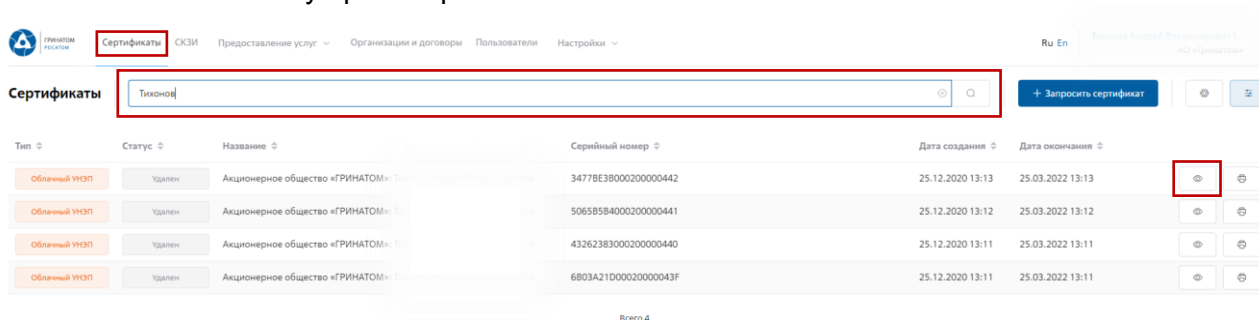 ГРИНАТОМ
РОСАТОМ
Сертификаты СКЗИ Предоставление услуг Организации и договоры Пользователи Настройки Ru En
Сертификаты Тихонов + Запросить сертификат
Тип Статус Название Серийный номер Дата создания Дата окончания
Облачный УНЭП Удален Акционерное общество «ГРИНАТОМ»: 3477BE3B000200000442 25.12.2020 13:13 25.03.2022 13:13
Облачный УНЭП Удален Акционерное общество «ГРИНАТОМ»: 5065B5B4000200000441 25.12.2020 13:12 25.03.2022 13:12
Облачный УНЭП Удален Акционерное общество «ГРИНАТОМ»: 43262383000200000440 25.12.2020 13:11 25.03.2022 13:11
Облачный УНЭП Удален Акционерное общество «ГРИНАТОМ»: 6B03A21D00020000043F 25.12.2020 13:11 25.03.2022 13:11
Всего 4